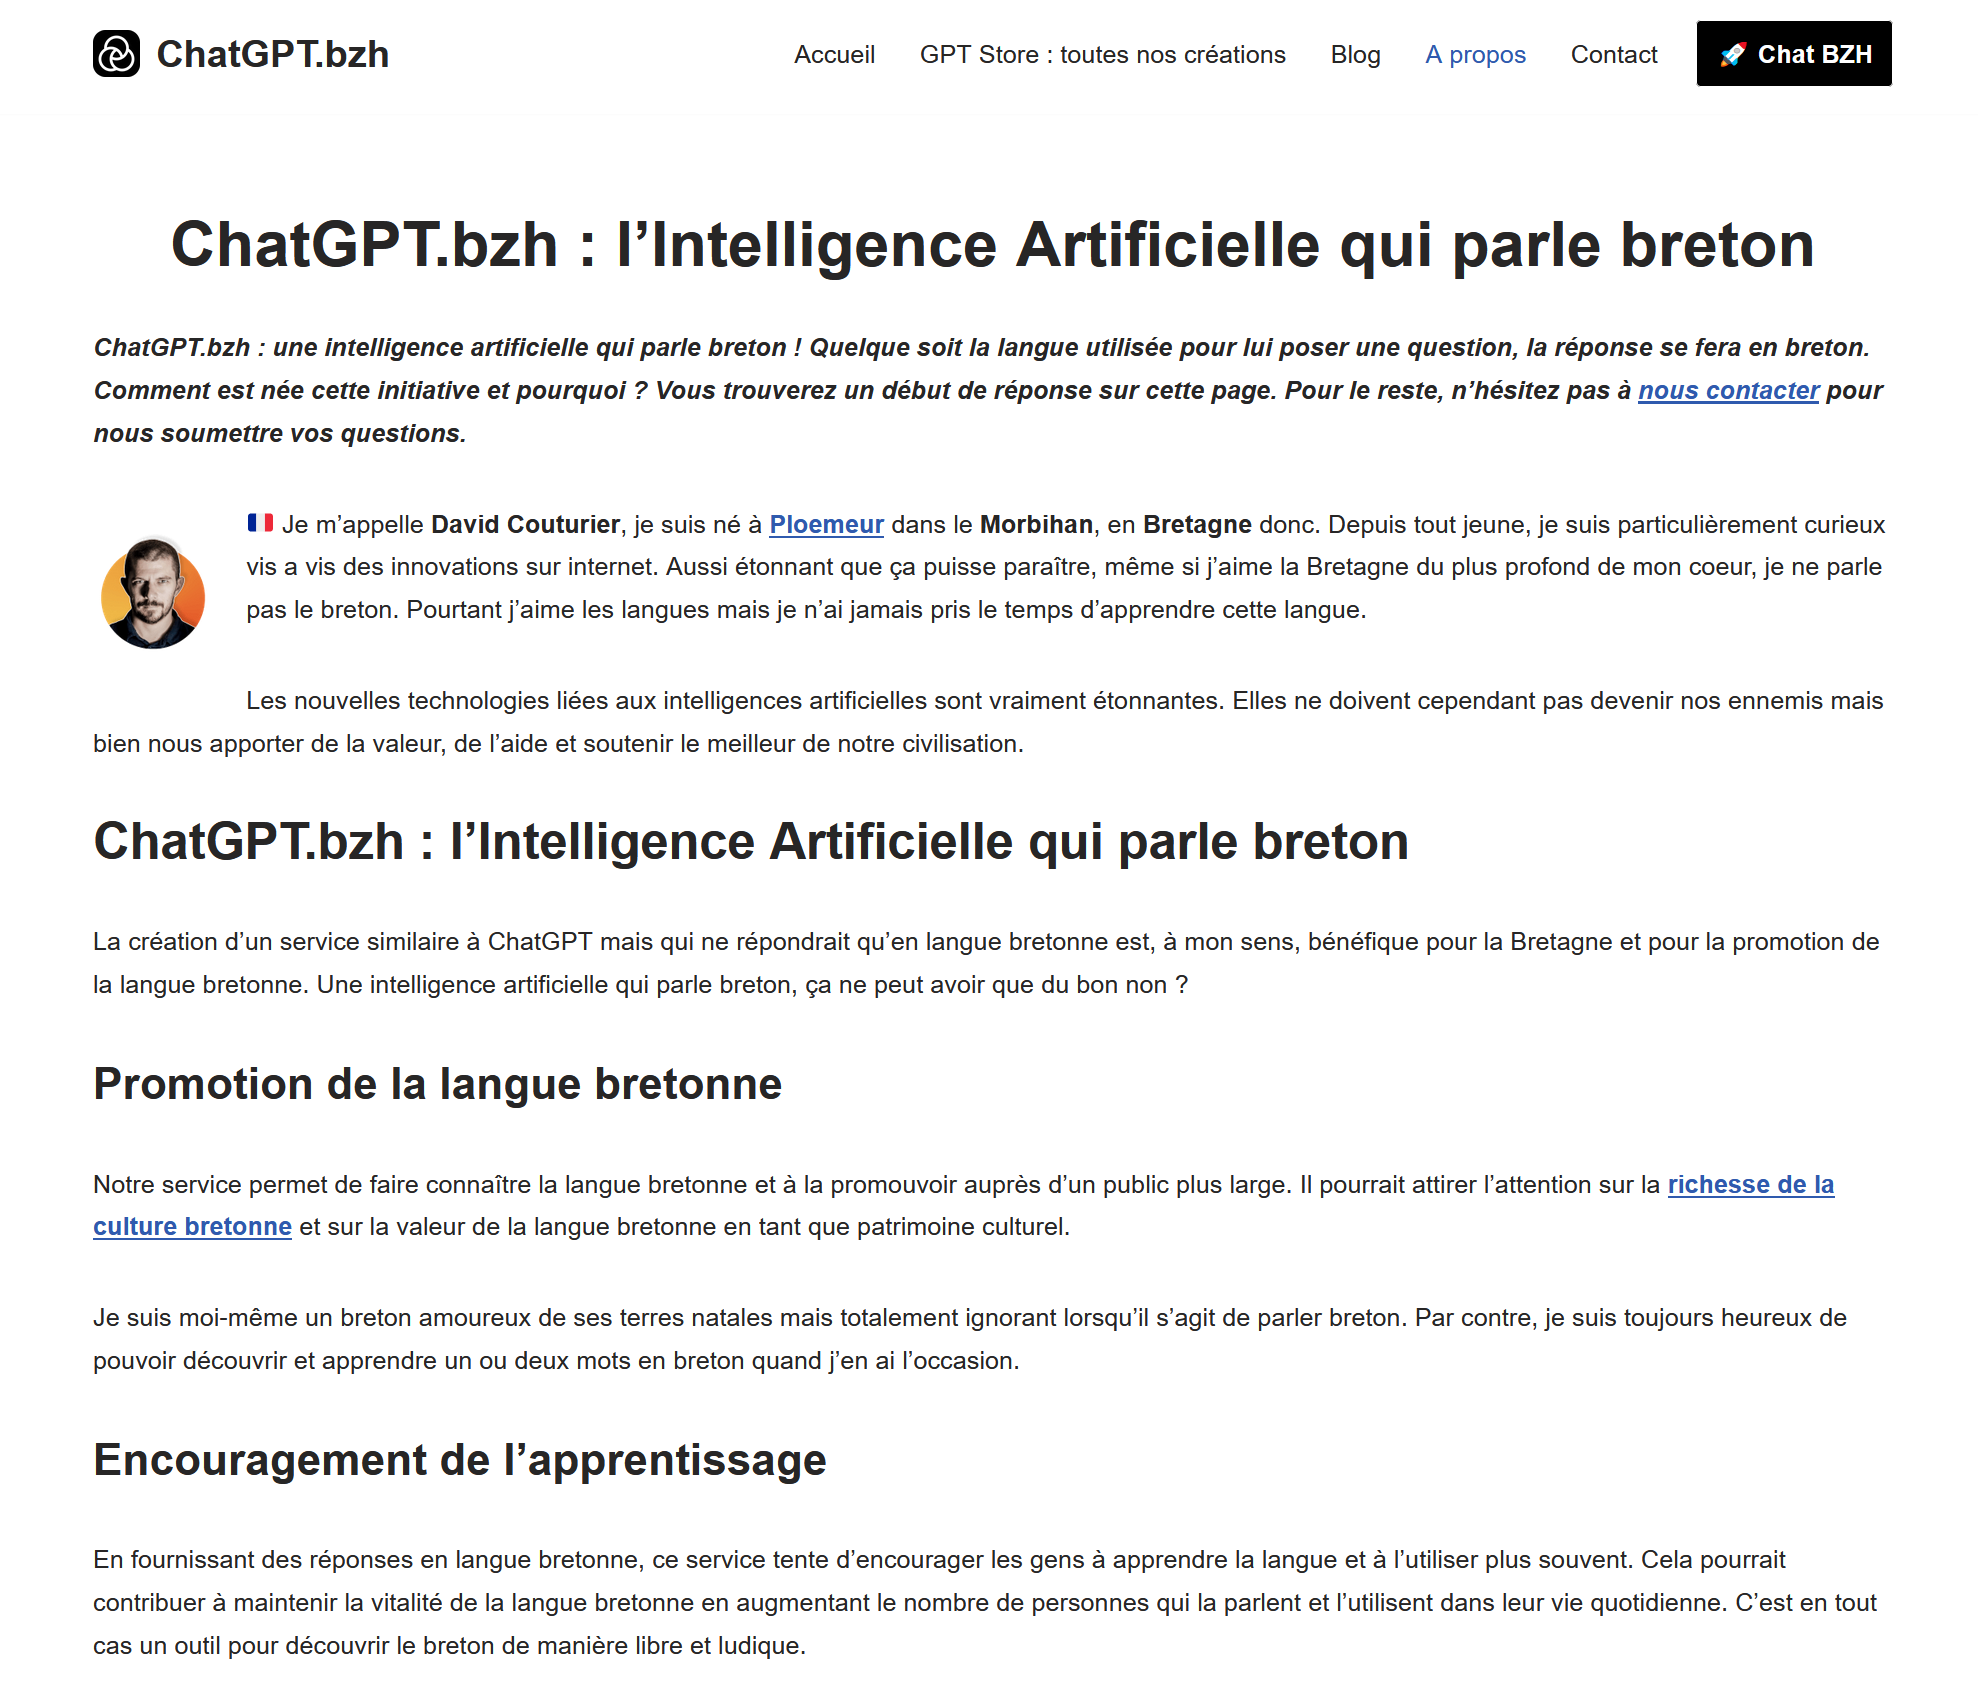 ChatGPT.bzh
Accueil
GPT Store : toutes nos créations
Blog
A propos
Contact
🚀 Chat BZH
ChatGPT.bzh : l’Intelligence Artificielle qui parle breton
ChatGPT.bzh : une intelligence artificielle qui parle breton ! Quelque soit la langue utilisée pour lui poser une question, la réponse se fera en breton.
Comment est née cette initiative et pourquoi ? Vous trouverez un début de réponse sur cette page. Pour le reste, n’hésitez pas à nous contacter pour
nous soumettre vos questions.
🇫🇷 Je m’appelle David Couturier, je suis né à Ploemeur dans le Morbihan, en Bretagne donc. Depuis tout jeune, je suis particulièrement curieux
vis a vis des innovations sur internet. Aussi étonnant que ça puisse paraître, même si j’aime la Bretagne du plus profond de mon coeur, je ne parle
pas le breton. Pourtant j’aime les langues mais je n’ai jamais pris le temps d’apprendre cette langue.
Les nouvelles technologies liées aux intelligences artificielles sont vraiment étonnantes. Elles ne doivent cependant pas devenir nos ennemis mais
bien nous apporter de la valeur, de l’aide et soutenir le meilleur de notre civilisation.
ChatGPT.bzh : l’Intelligence Artificielle qui parle breton
La création d’un service similaire à ChatGPT mais qui ne répondrait qu’en langue bretonne est, à mon sens, bénéfique pour la Bretagne et pour la promotion de
la langue bretonne. Une intelligence artificielle qui parle breton, ça ne peut avoir que du bon non ?
Promotion de la langue bretonne
Notre service permet de faire connaître la langue bretonne et à la promouvoir auprès d’un public plus large. Il pourrait attirer l’attention sur la richesse de la
culture bretonne et sur la valeur de la langue bretonne en tant que patrimoine culturel.
Je suis moi-même un breton amoureux de ses terres natales mais totalement ignorant lorsqu’il s’agit de parler breton. Par contre, je suis toujours heureux de
pouvoir découvrir et apprendre un ou deux mots en breton quand j’en ai l’occasion.
Encouragement de l’apprentissage
En fournissant des réponses en langue bretonne, ce service tente d’encourager les gens à apprendre la langue et à l’utiliser plus souvent. Cela pourrait
contribuer à maintenir la vitalité de la langue bretonne en augmentant le nombre de personnes qui la parlent et l’utilisent dans leur vie quotidienne. C’est en tout
cas un outil pour découvrir le breton de manière libre et ludique.